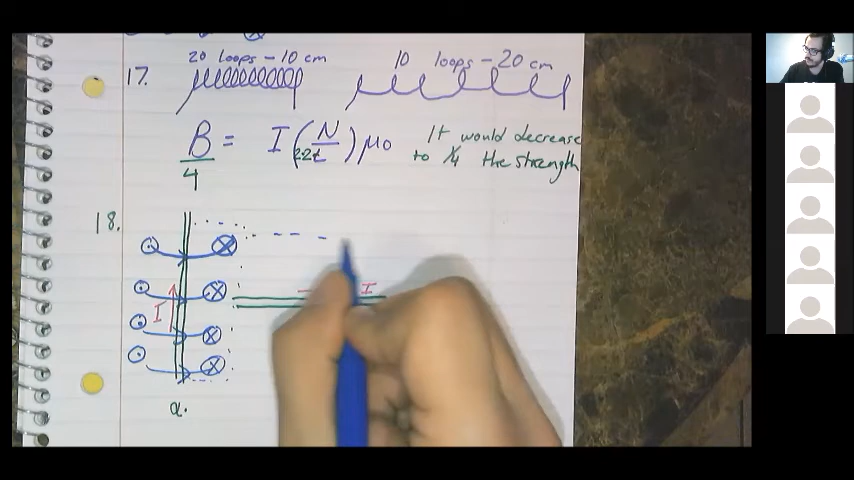 17. 20 loops - 10 cm 10 loops - 20 cm
B/4 = I (N/22L) μ0 It would decrease
to 1/4 the strength
18.
I I
a.